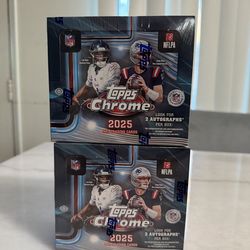 NFL
NFLPA
Topps
Chrome
2025
LOOK FOR
2 AUTOGRAPHS
PER BOX!
NFL
NFLPA
Topps
Chrome
2025
LOOK FOR
2 AUTOGRAPHS
PER BOX!